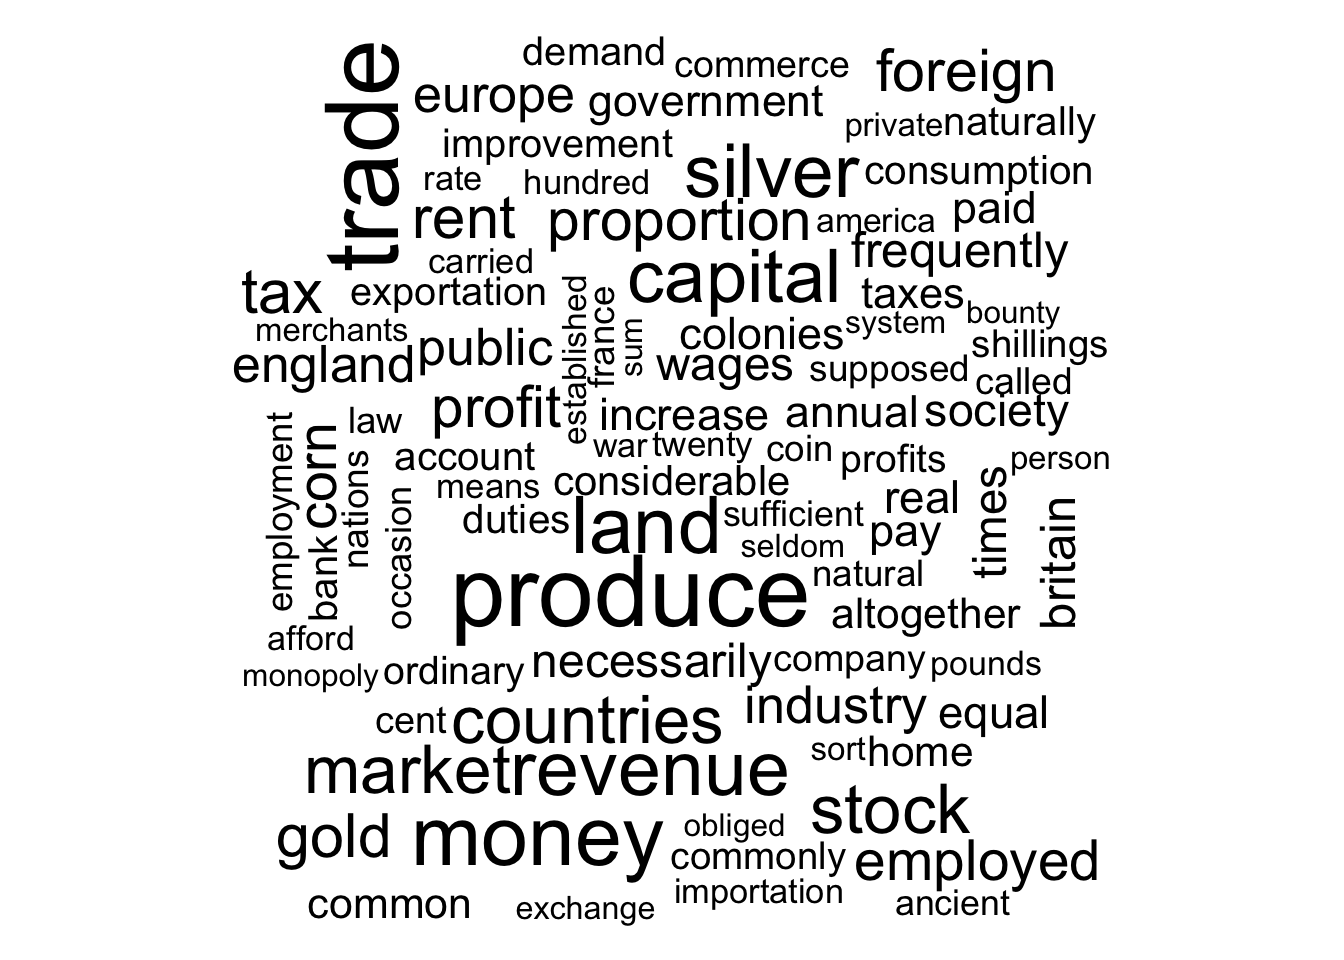 demand commerce foreign
trade europe government
private naturally
improvement
silver consumption
rate hundred
rent proportion america paid
frequently
carried capital
tax exportation taxes
established france sum
merchants colonies system bounty
england public wages supposed shillings
called
profit increase annual society
employment corn law
war twenty coin
account profits person
nations means considerable
bank occasion real times britain
duties land sufficient pay
seldom
produce natural
altogether
afford
monopoly ordinary necessarily company pounds
cent countries industry equal
market revenue sort home
gold money obliged stock
commonly employed
common exchange importation ancient